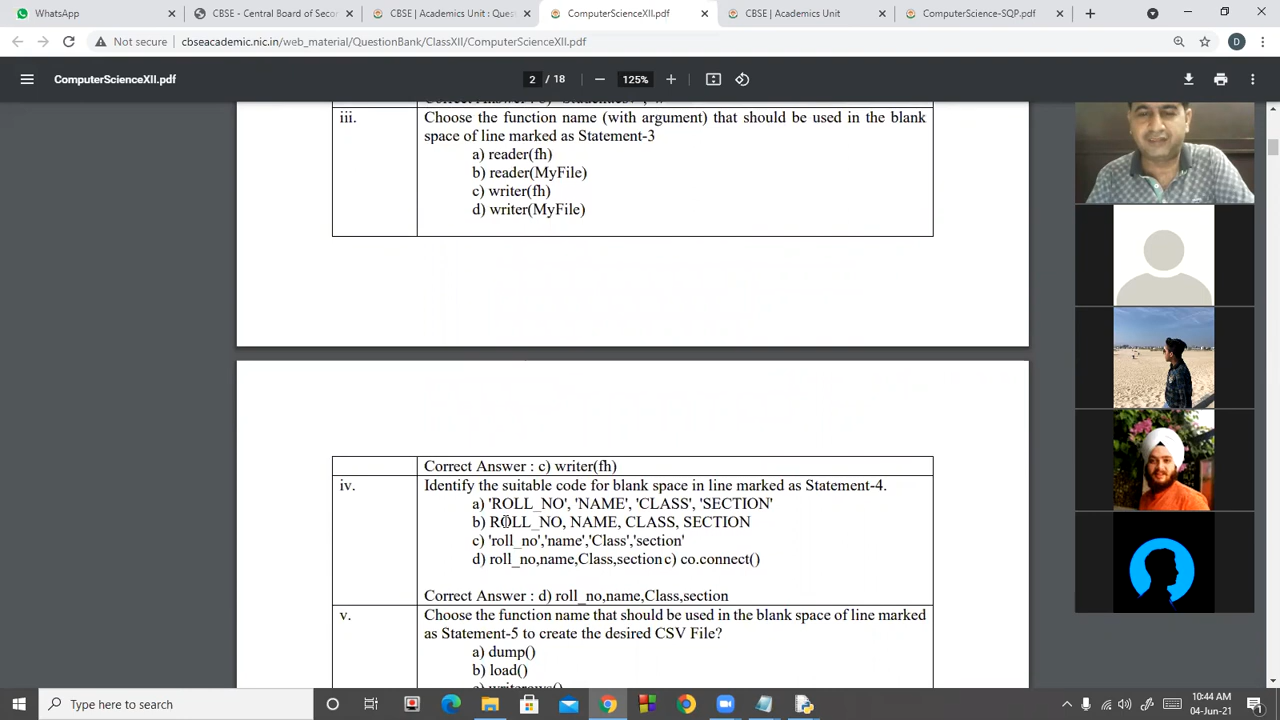 WhatsApp
CBSE - Central Board of Secon
CBSE | Academics Unit : Questi
ComputerScienceXII.pdf
CBSE | Academics Unit
ComputerScience-SQP.pdf
Not secure
cbseacademic.nic.in/web_material/QuestionBank/ClassXII/ComputerScienceXII.pdf
D
ComputerScienceXII.pdf
2 / 18
125%
iii.
Choose the function name (with argument) that should be used in the blank
space of line marked as Statement-3
a) reader(fh)
b) reader(MyFile)
c) writer(fh)
d) writer(MyFile)
Correct Answer : c) writer(fh)
iv.
Identify the suitable code for blank space in line marked as Statement-4.
a) 'ROLL_NO', 'NAME', 'CLASS', 'SECTION'
b) ROLL_NO, NAME, CLASS, SECTION
c) 'roll_no','name','Class','section'
d) roll_no,name,Class,section c) co.connect()
Correct Answer : d) roll_no,name,Class,section
v.
Choose the function name that should be used in the blank space of line marked
as Statement-5 to create the desired CSV File?
a) dump()
b) load()
Type here to search
10:44 AM
04-Jun-21